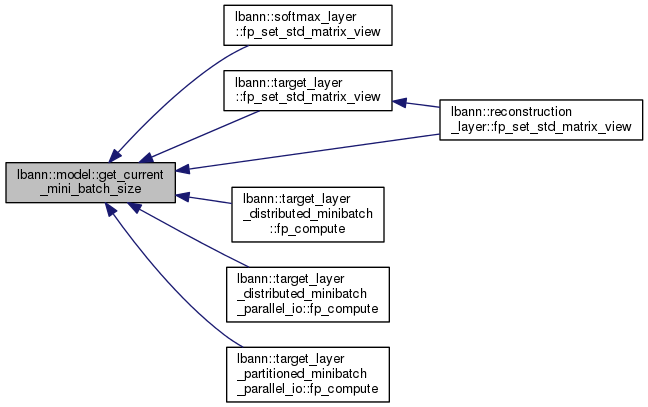 lbann::softmax_layer
::fp_set_std_matrix_view
lbann::target_layer
::fp_set_std_matrix_view
lbann::reconstruction
_layer::fp_set_std_matrix_view
lbann::model::get_current
_mini_batch_size
lbann::target_layer
_distributed_minibatch
::fp_compute
lbann::target_layer
_distributed_minibatch
_parallel_io::fp_compute
lbann::target_layer
_partitioned_minibatch
_parallel_io::fp_compute